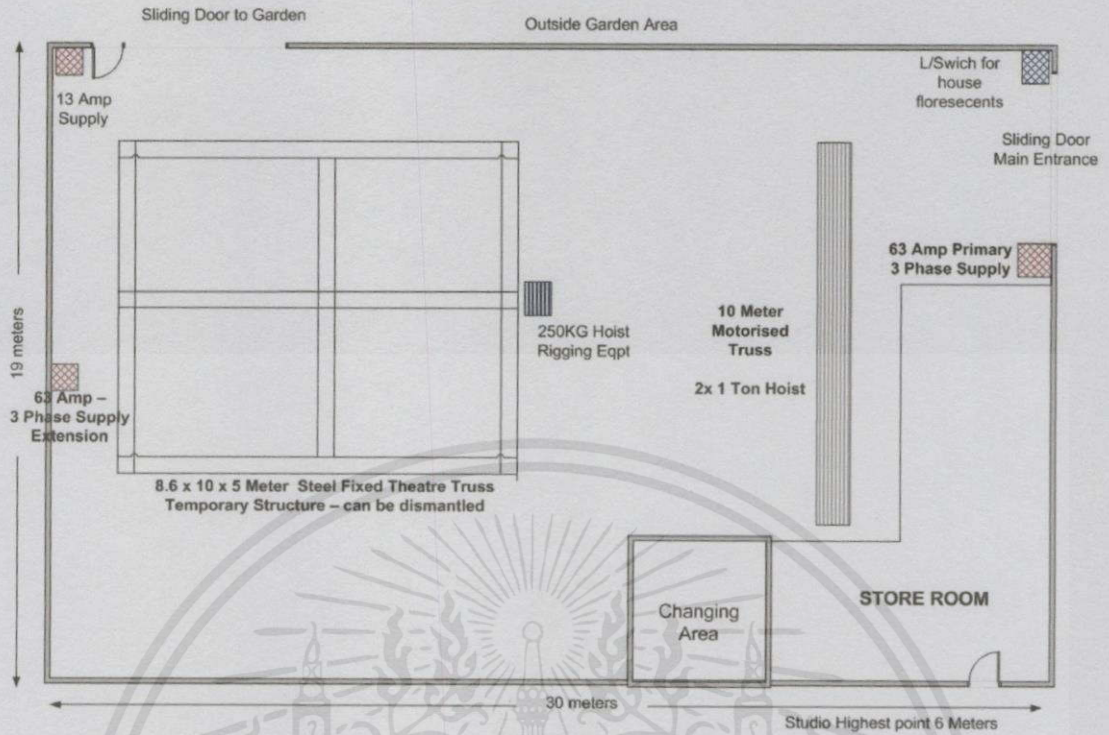 Sliding Door to Garden
Outside Garden Area
L/Swich for
house
floresecents
13 Amp
Supply
Sliding Door
Main Entrance
63 Amp Primary
3 Phase Supply
19 meters
250KG Hoist
Rigging Eqpt
10 Meter
Motorised
Truss
2x 1 Ton Hoist
63 Amp –
3 Phase Supply
Extension
8.6 x 10 x 5 Meter Steel Fixed Theatre Truss
Temporary Structure – can be dismantled
Changing
Area
STORE ROOM
30 meters
Studio Highest point 6 Meters